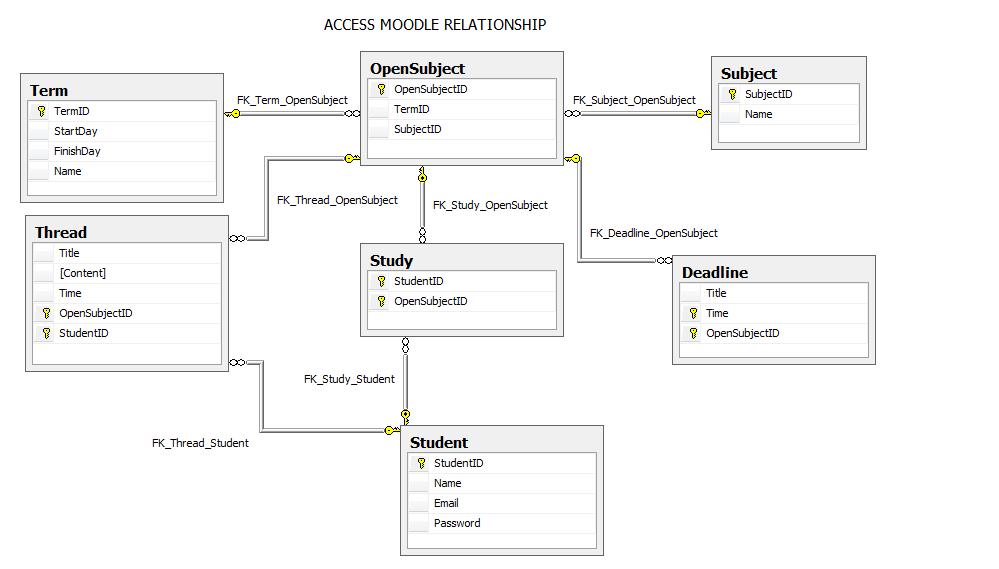 ACCESS MOODLE RELATIONSHIP
Term
TermID
StartDay
FinishDay
Name
FK_Term_OpenSubject
OpenSubject
OpenSubjectID
TermID
SubjectID
FK_Subject_OpenSubject
Subject
SubjectID
Name
FK_Thread_OpenSubject
FK_Study_OpenSubject
FK_Deadline_OpenSubject
Thread
Title
[Content]
Time
OpenSubjectID
StudentID
Study
StudentID
OpenSubjectID
Deadline
Title
Time
OpenSubjectID
FK_Study_Student
FK_Thread_Student
Student
StudentID
Name
Email
Password